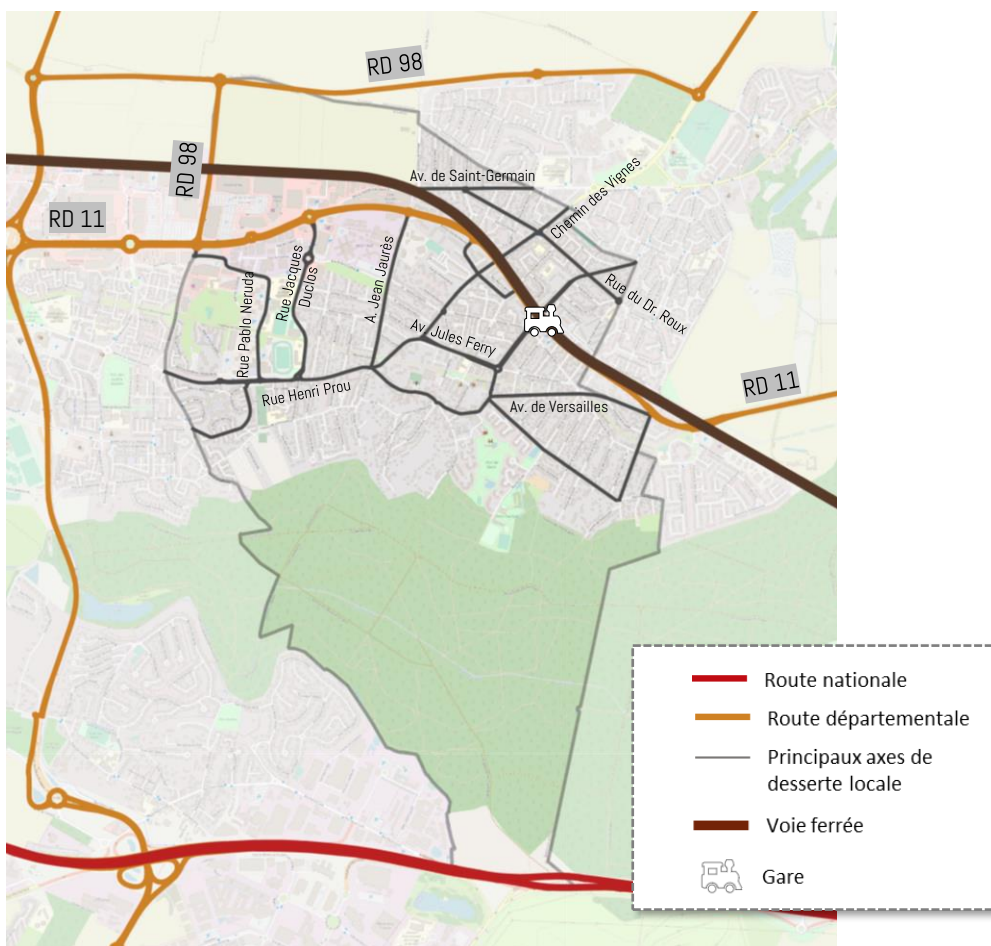 RD 98
RD 98
Av. de Saint-Germain
Chemin des Vignes
RD 11
Rue Pablo Neruda
Rue Jacques
Duclos
A. Jean Jaurès
Rue du Dr. Roux
Av. Jules Ferry
RD 11
Rue Henri Prou
Av. de Versailles
Route nationale
Route départementale
Principaux axes de
desserte locale
Voie ferrée
Gare